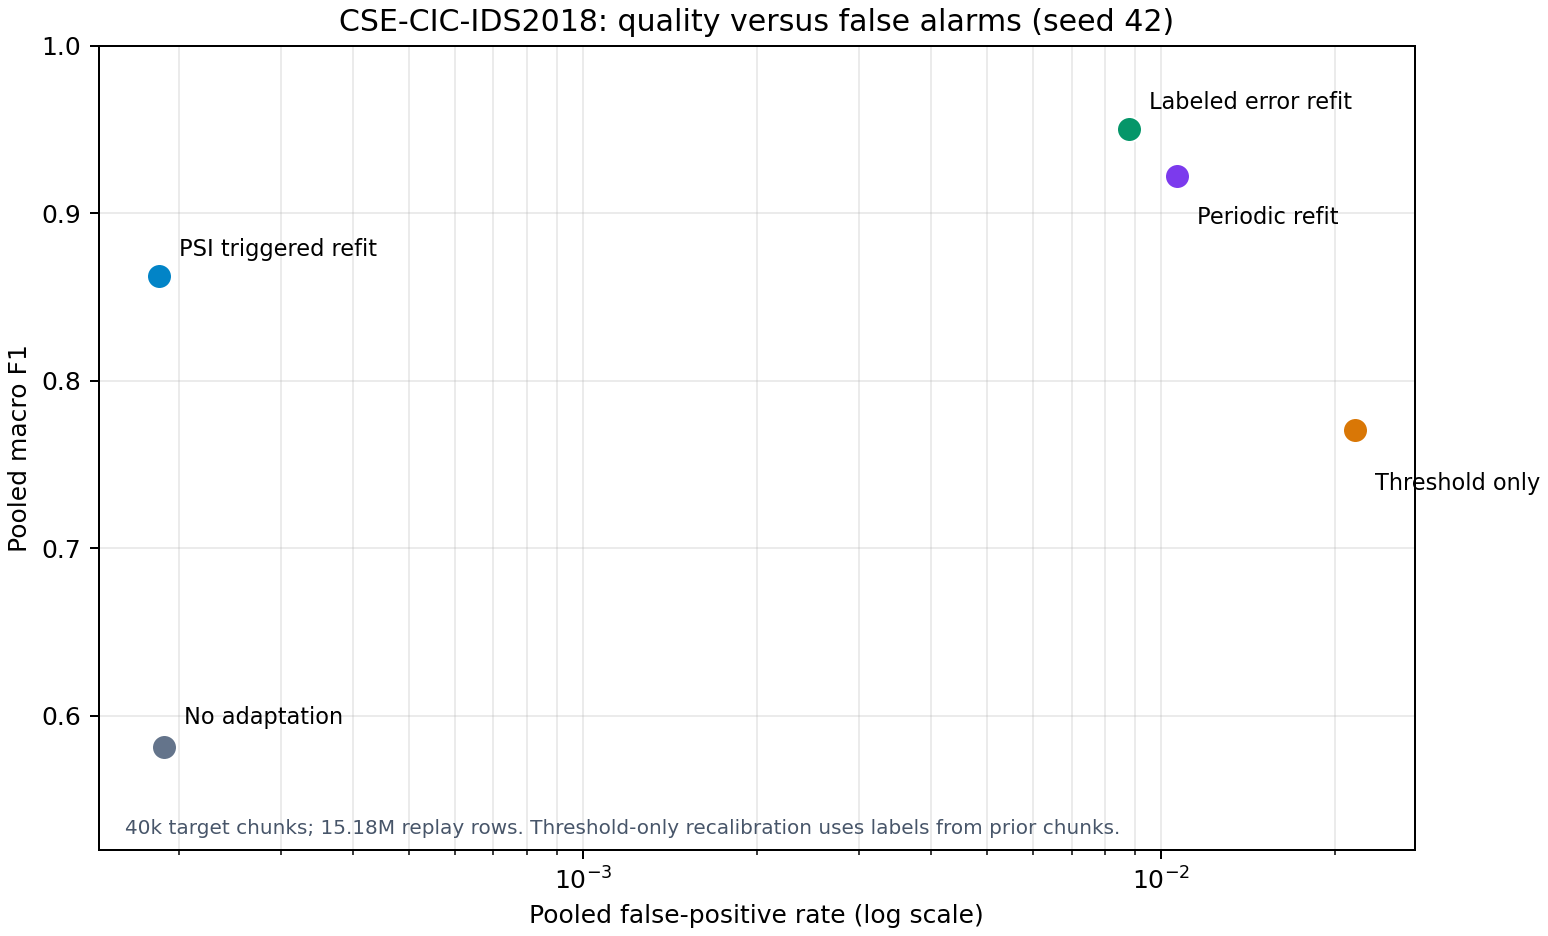 CSE-CIC-IDS2018: quality versus false alarms (seed 42)
1.0
0.9
0.8
0.7
0.6
Pooled macro F1
Labeled error refit
Periodic refit
PSI triggered refit
Threshold only
No adaptation
40k target chunks; 15.18M replay rows. Threshold-only recalibration uses labels from prior chunks.
10⁻³ 10⁻²
Pooled false-positive rate (log scale)